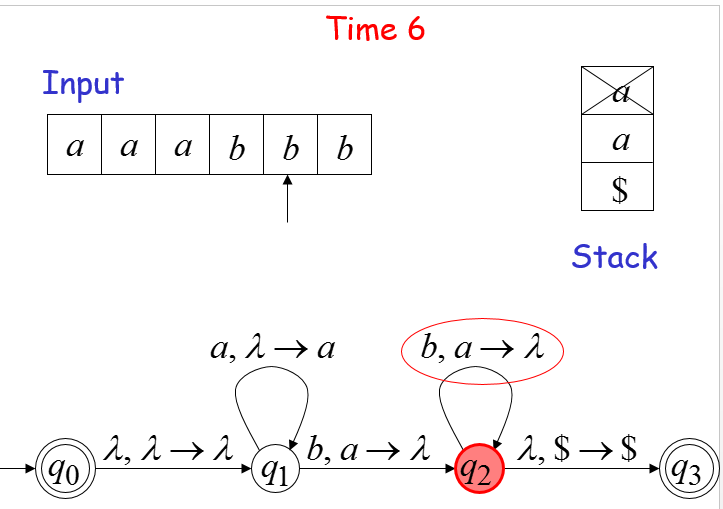 Time 6
Input
a a a b b b
a
a
$
Stack
a, λ → a
b, a → λ
λ, λ → λ
b, a → λ
λ, $ → $
q0
q1
q2
q3